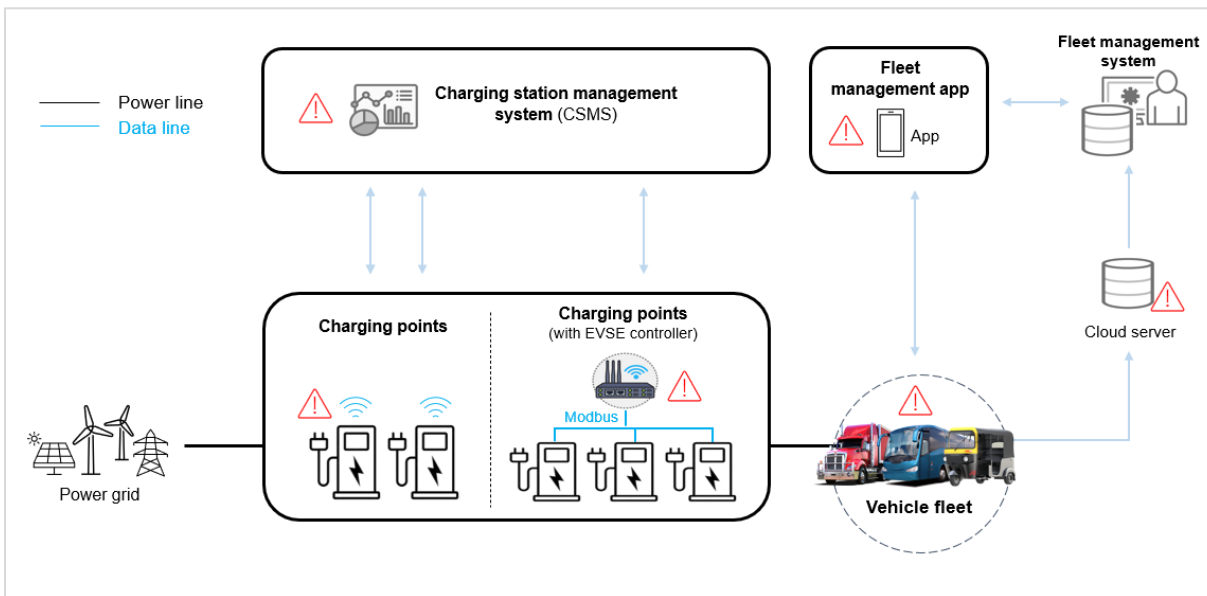 Power line
Data line
Charging station management
system (CSMS)
Fleet
management app
App
Fleet management
system
Cloud server
Charging points
Charging points
(with EVSE controller)
Modbus
Power grid
Vehicle fleet